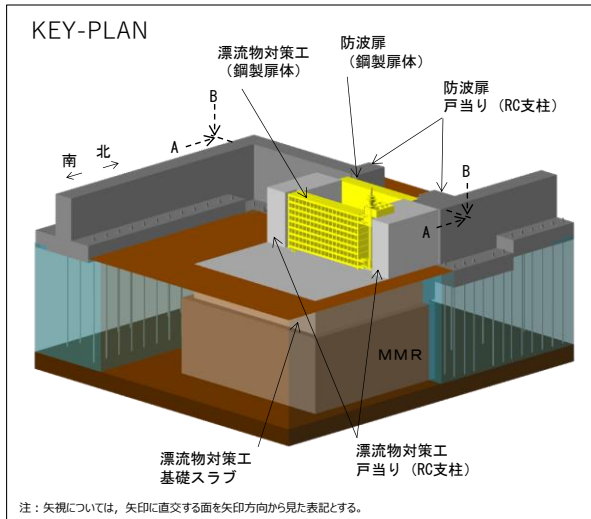 KEY-PLAN
漂流物対策工
（鋼製扉体）
防波扉
（鋼製扉体）
防波扉
戸当り（RC支柱）
B
A
南
北
B
A
MMR
漂流物対策工
基礎スラブ
漂流物対策工
戸当り（RC支柱）
注：矢視については，矢印に直交する面を矢印方向から見た表記とする。